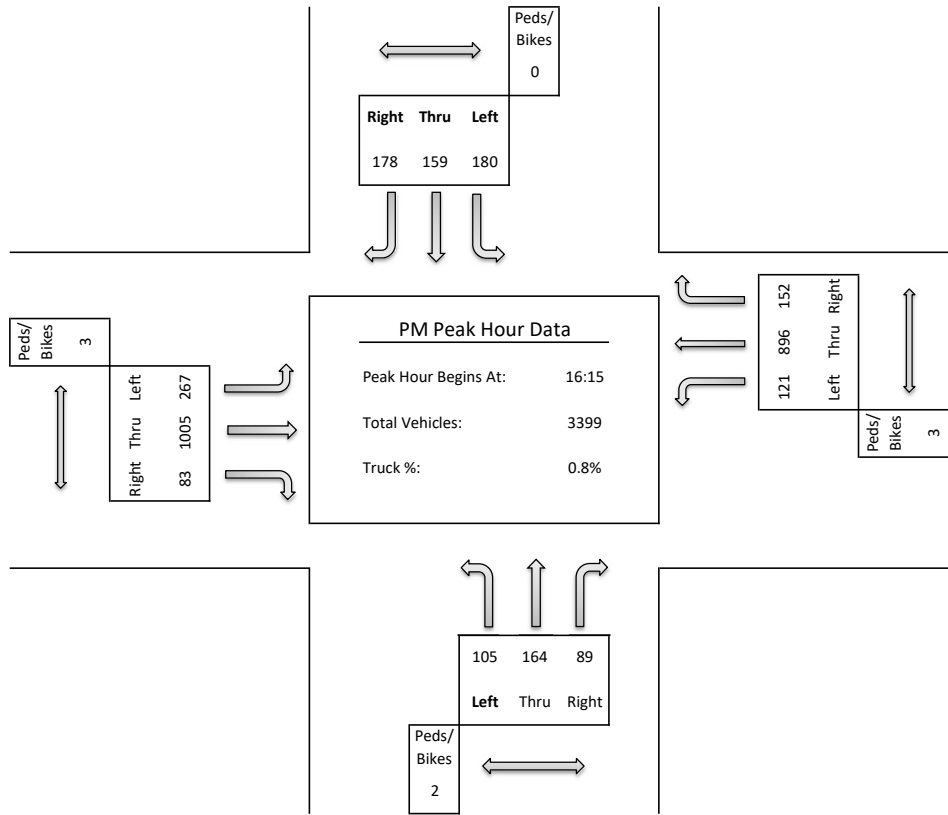 Peds/
Bikes
0
Right Thru Left
178 159 180
152 Right
896 Thru
121 Left
Peds/
Bikes
3
PM Peak Hour Data
Peak Hour Begins At: 16:15
Total Vehicles: 3399
Truck %: 0.8%
Peds/
Bikes
3
Left 267
Thru 1005
Right 83
105 164 89
Left Thru Right
Peds/
Bikes
2